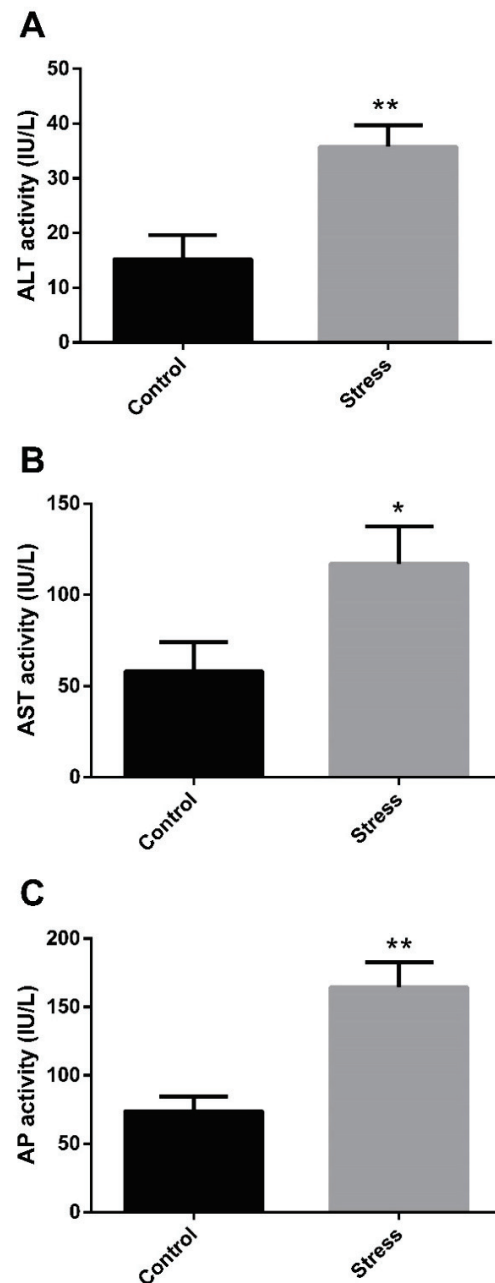 A
ALT activity (IU/L)
50
40
30
20
10
0
**
Control
Stress
B
AST activity (IU/L)
150
100
50
0
*
Control
Stress
C
AP activity (IU/L)
200
150
100
50
0
**
Control
Stress